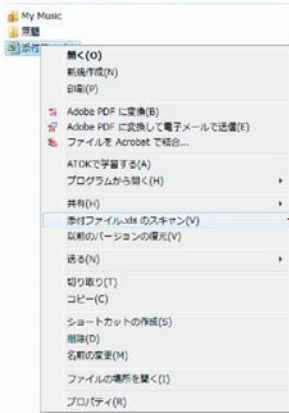 My Music
開く(O)
新規作成(N)
印刷(P)
Adobe PDF に変換(B)
Adobe PDF に変換して電子メールで送信(E)
ファイルを Acrobat で結合...
ATOKで学習する(A)
プログラムから開く(H)
共有(H)
添付ファイル.xls のスキャン(V)
以前のバージョンの復元(V)
送る(N)
切り取り(T)
コピー(C)
ショートカットの作成(S)
削除(D)
名前の変更(M)
ファイルの場所を開く(I)
プロパティ(R)